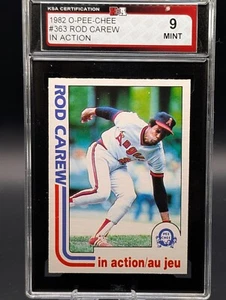 KSA CERTIFICATION
1982 O-PEE-CHEE
#363 ROD CAREW
IN ACTION
9
MINT
ROD CAREW
in action/au jeu